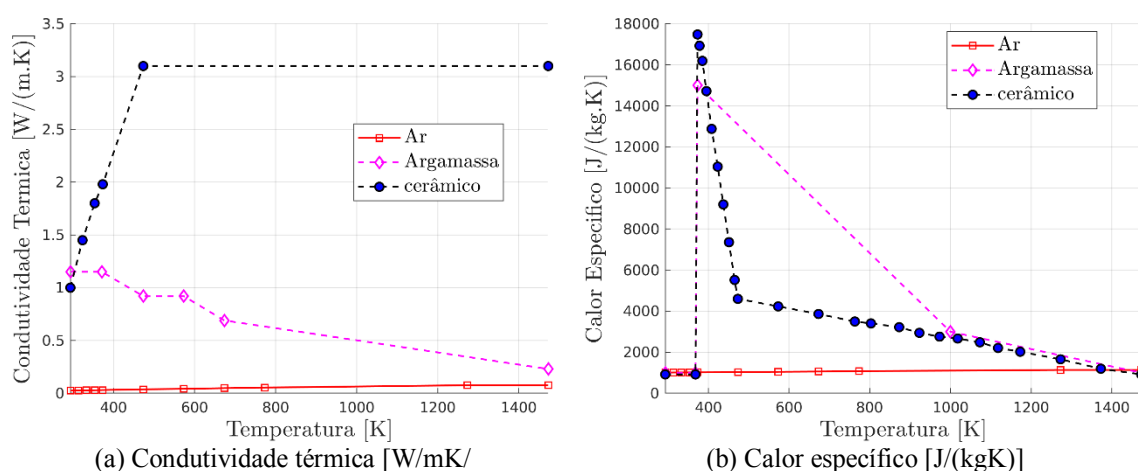 Condutividade Termica [W/(m.K)]
3.5
3
2.5
2
1.5
1
0.5
0
400
600
800
1000
1200
1400
Temperatura [K]
Ar
Argamassa
cerâmico
(a) Condutividade térmica [W/mK/
Calor Especifico [J/(kg.K)]
18000
16000
14000
12000
10000
8000
6000
4000
2000
0
400
600
800
1000
1200
1400
Temperatura [K]
Ar
Argamassa
cerâmico
(b) Calor específico [J/(kgK)]